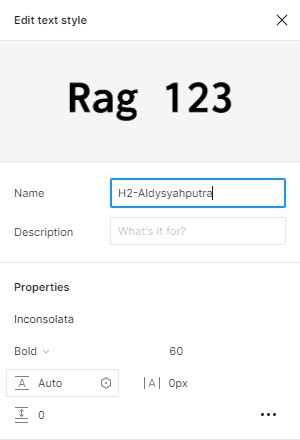 Edit text style
Rag 123
Name H2-Aldysyahputra
Description What's it for?
Properties
Inconsolata
Bold 60
A Auto |A| 0px
0